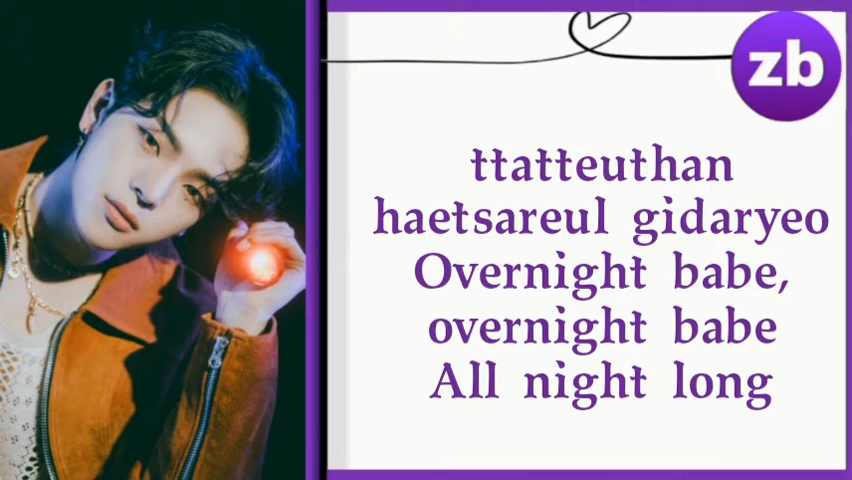 zb
ttatteuthan
haetsareul gidaryeo
Overnight babe,
overnight babe
All night long